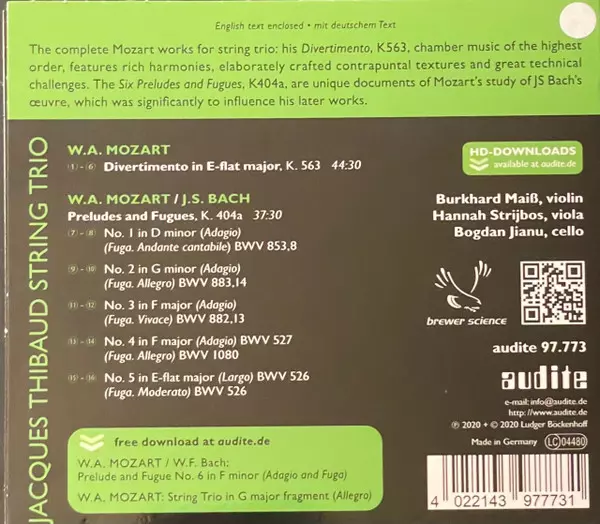 English text enclosed • mit deutschem Text
The complete Mozart works for string trio: his Divertimento, K563, chamber music of the highest
order, features rich harmonies, elaborately crafted contrapuntal textures and great technical
challenges. The Six Preludes and Fugues, K404a, are unique documents of Mozart's study of JS Bach's
œuvre, which was significantly to influence his later works.
JACQUES THIBAUD STRING TRIO
W.A. MOZART
1 - 6 Divertimento in E-flat major, K. 563 44:30
W.A. MOZART / J.S. BACH
Preludes and Fugues, K. 404a 37:30
7 - 8 No. 1 in D minor (Adagio)
(Fuga. Andante cantabile) BWV 853,8
9 - 10 No. 2 in G minor (Adagio)
(Fuga. Allegro) BWV 883,14
11 - 12 No. 3 in F major (Adagio)
(Fuga. Vivace) BWV 882,13
13 - 14 No. 4 in F major (Adagio) BWV 527
(Fuga. Allegro) BWV 1080
15 - 16 No. 5 in E-flat major (Largo) BWV 526
(Fuga. Moderato) BWV 526
free download at audite.de
W.A. MOZART / W.F. Bach:
Prelude and Fugue No. 6 in F minor (Adagio and Fuga)
W.A. MOZART: String Trio in G major fragment (Allegro)
HD-DOWNLOADS
available at audite.de
Burkhard Maiß, violin
Hannah Strijbos, viola
Bogdan Jianu, cello
brewer science
audite 97.773
audite
e-mail: info@audite.de
http://www.audite.de
℗ 2020 + © 2020 Ludger Böckenhoff
Made in Germany LC 04480
4 022143 977731